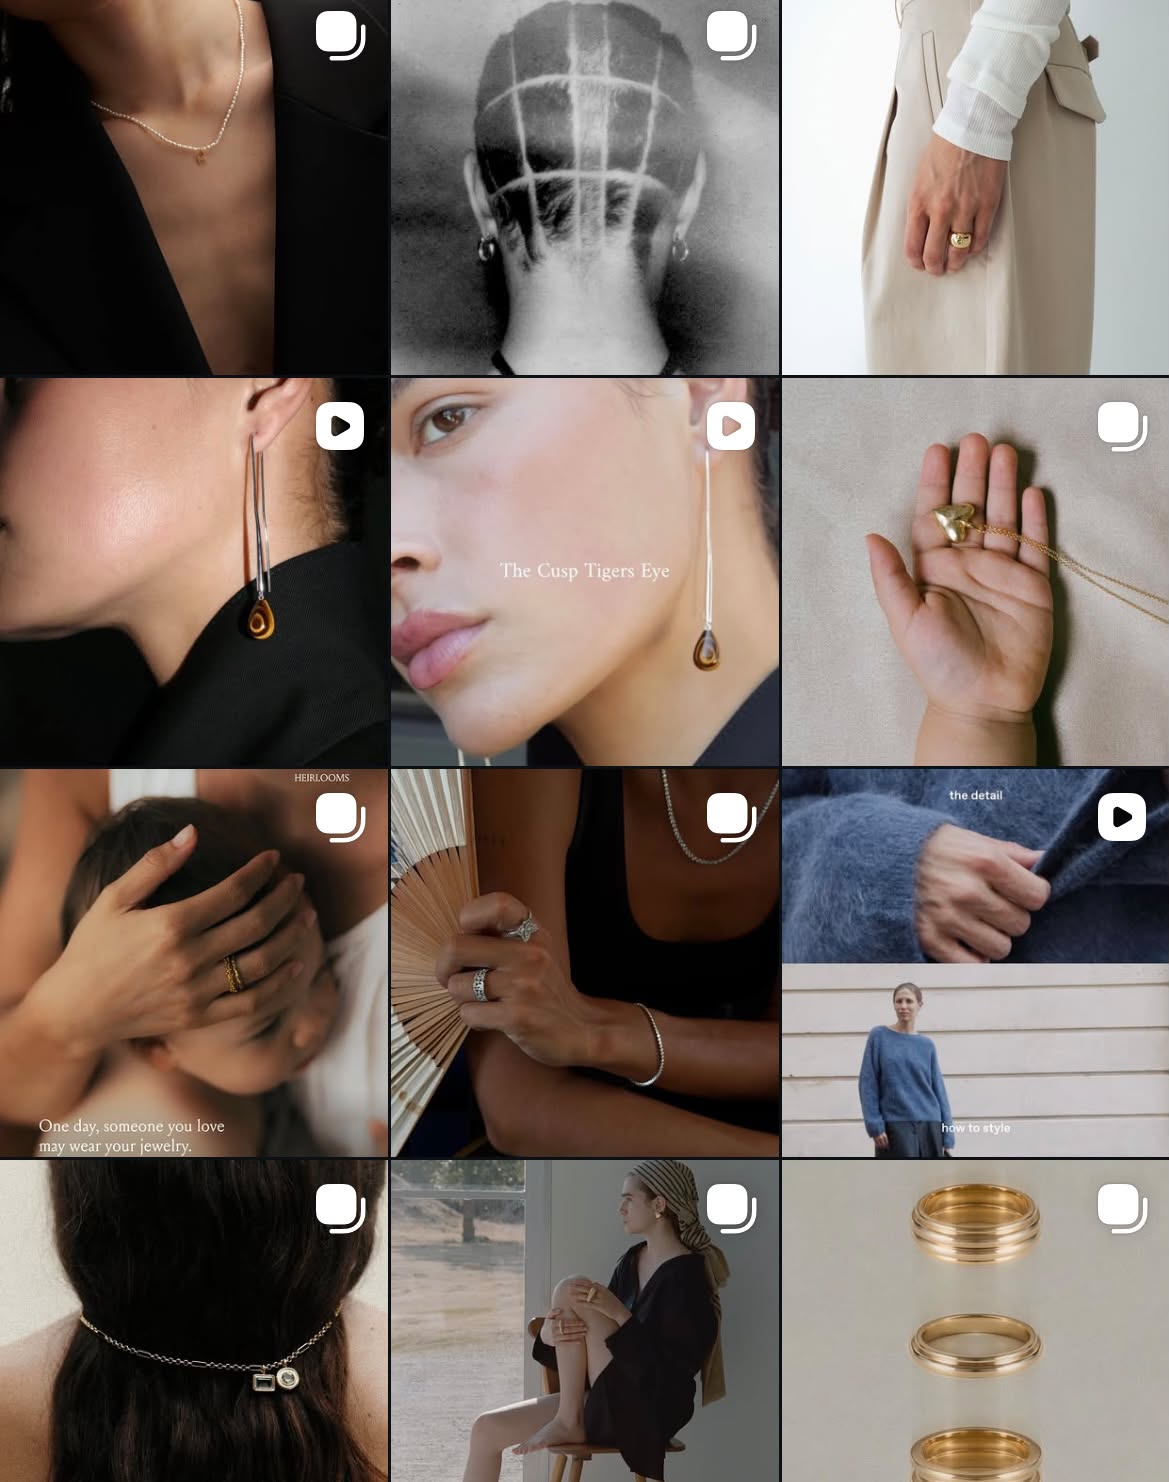 The Cusp Tigers Eye
HEIRLOOMS
One day, someone you love
may wear your jewelry.
the detail
how to style